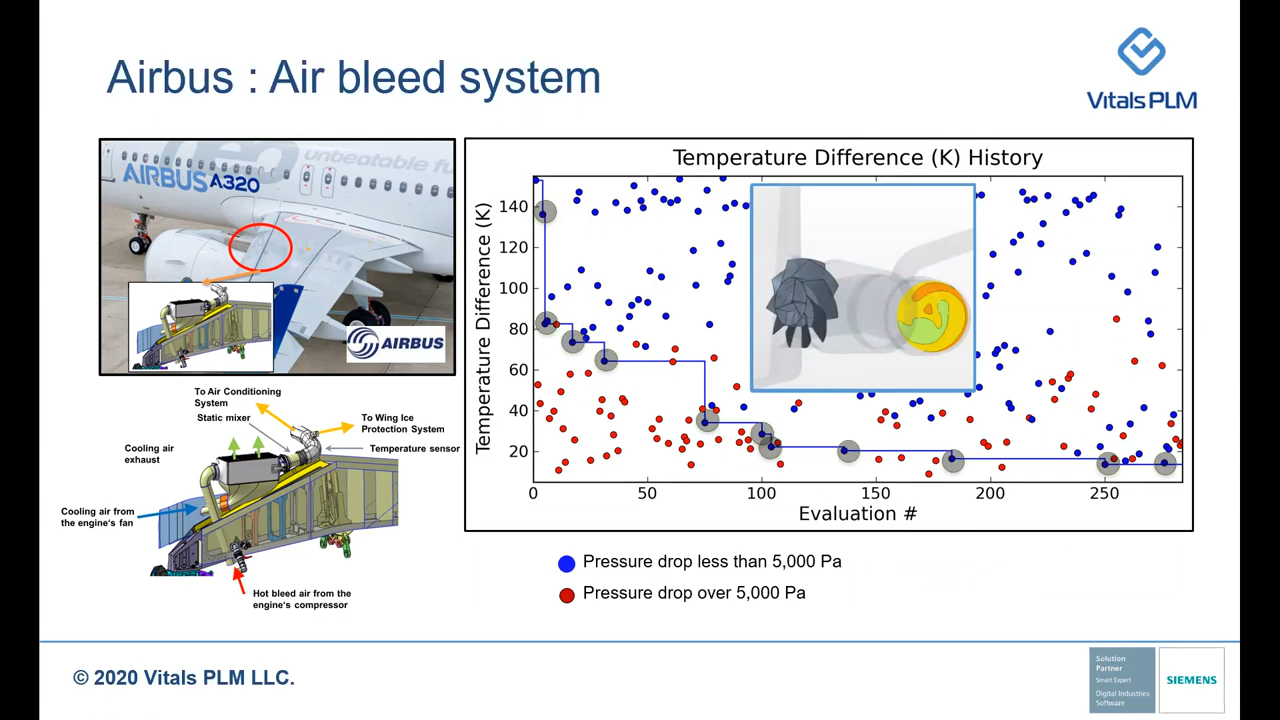 Airbus : Air bleed system
Vitals PLM
unbeatable fu
AIRBUS A320
AIRBUS
To Air Conditioning
System
Static mixer
To Wing Ice
Protection System
Cooling air
exhaust
Temperature sensor
Cooling air from
the engine's fan
Hot bleed air from the
engine's compressor
Temperature Difference (K) History
Temperature Difference (K)
140
120
100
80
60
40
20
0 50 100 150 200 250
Evaluation #
Pressure drop less than 5,000 Pa
Pressure drop over 5,000 Pa
© 2020 Vitals PLM LLC.
Solution
Partner
Smart Expert
Digital Industries
Software
SIEMENS